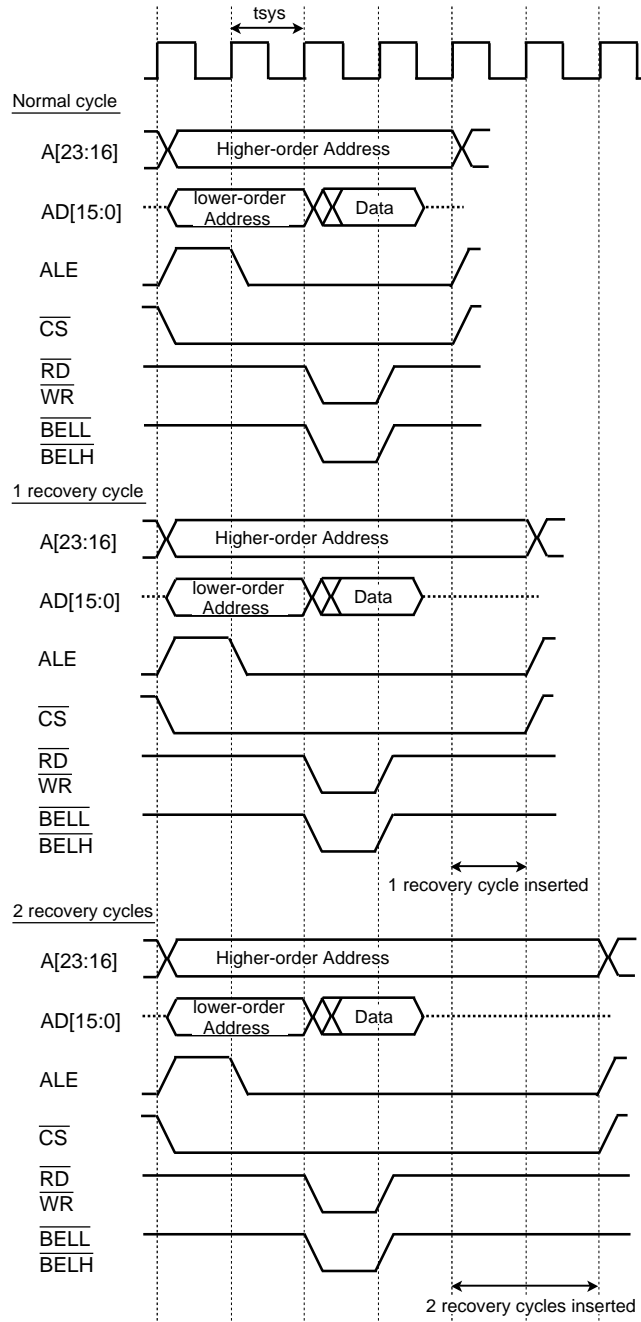 tsys
Normal cycle
A[23:16]
Higher-order Address
AD[15:0]
lower-order
Address
Data
ALE
CS
RD
WR
BELL
BELH
1 recovery cycle
A[23:16]
Higher-order Address
AD[15:0]
lower-order
Address
Data
ALE
CS
RD
WR
BELL
BELH
1 recovery cycle inserted
2 recovery cycles
A[23:16]
Higher-order Address
AD[15:0]
lower-order
Address
Data
ALE
CS
RD
WR
BELL
BELH
2 recovery cycles inserted